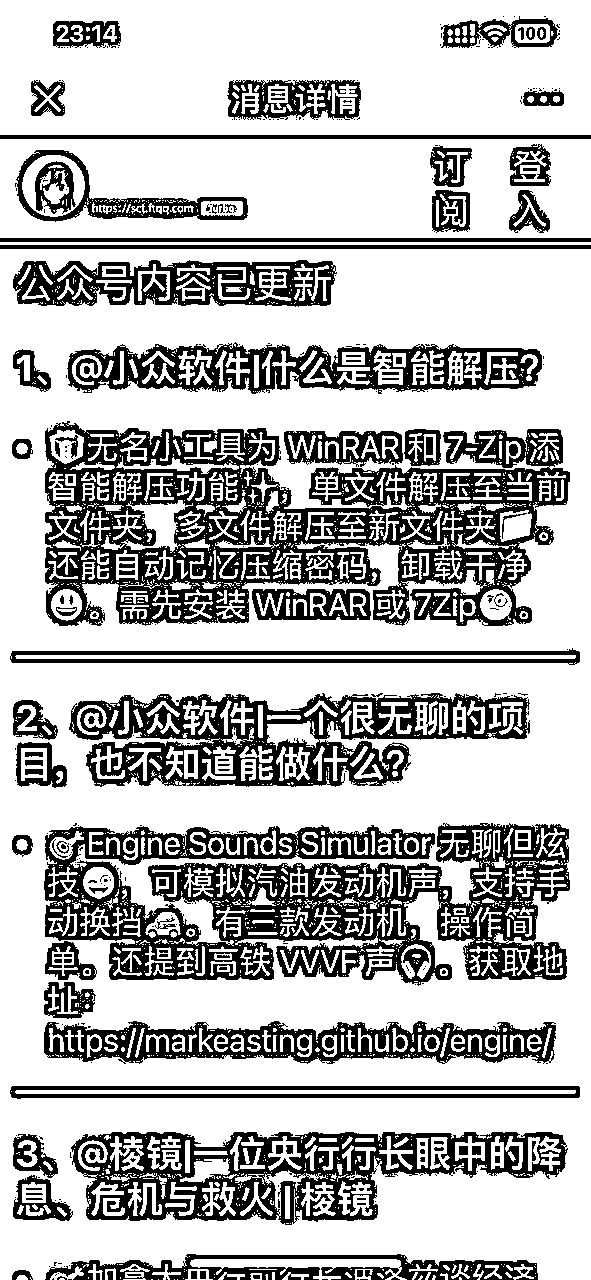 23:14
100
消息详情
https://sct.ftqq.com Turbo
订阅
登入
公众号内容已更新
1、@小众软件|什么是智能解压?
无名小工具为 WinRAR 和 7-Zip 添
智能解压功能✨,单文件解压至当前
文件夹,多文件解压至新文件夹📁。
还能自动记忆压缩密码,卸载干净
😃。需先安装 WinRAR 或 7Zip🧐。
2、@小众软件|一个很无聊的项
目,也不知道能做什么?
Engine Sounds Simulator 无聊但炫
技😜,可模拟汽油发动机声,支持手
动换挡🚗。有三款发动机,操作简
单。还提到高铁 VVVF 声🎧。获取地
址:
https://markeasting.github.io/engine/
3、@棱镜|一位央行行长眼中的降
息、危机与救火 | 棱镜
加拿大央行副行长